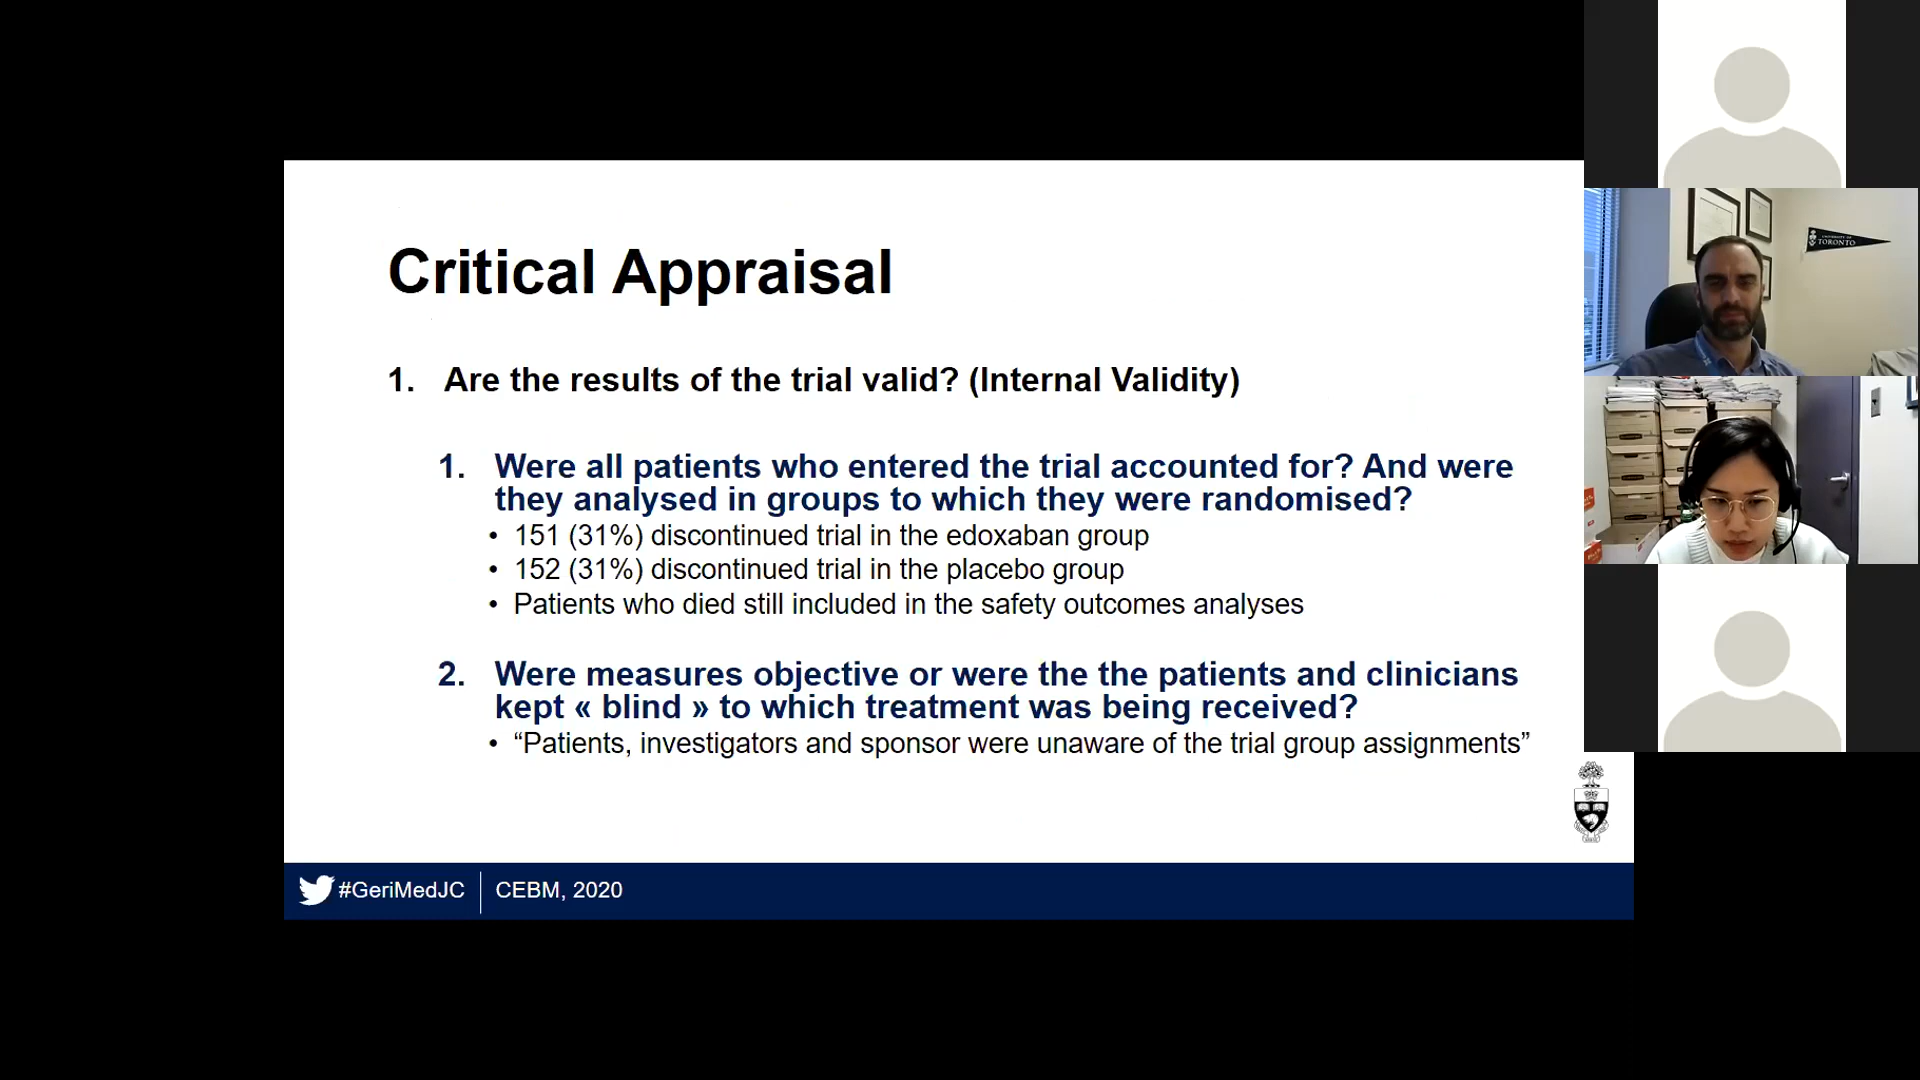 Critical Appraisal
1. Are the results of the trial valid? (Internal Validity)
1. Were all patients who entered the trial accounted for? And were
they analysed in groups to which they were randomised?
• 151 (31%) discontinued trial in the edoxaban group
• 152 (31%) discontinued trial in the placebo group
• Patients who died still included in the safety outcomes analyses
2. Were measures objective or were the the patients and clinicians
kept « blind » to which treatment was being received?
• “Patients, investigators and sponsor were unaware of the trial group assignments”
#GeriMedJC
CEBM, 2020
TORONTO